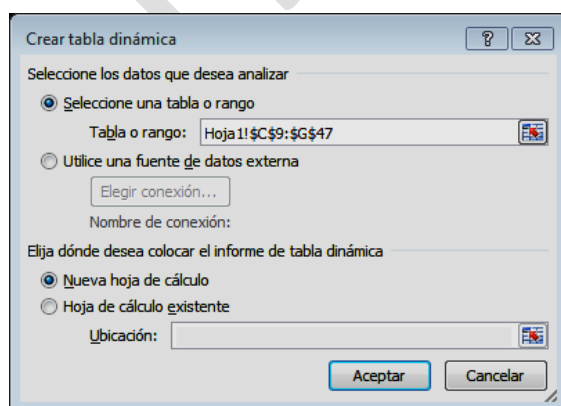 Crear tabla dinámica
Seleccione los datos que desea analizar
Seleccione una tabla o rango
Tabla o rango: Hoja1!$C$9:$G$47
Utilice una fuente de datos externa
Elegir conexión...
Nombre de conexión:
Elija dónde desea colocar el informe de tabla dinámica
Nueva hoja de cálculo
Hoja de cálculo existente
Ubicación:
Aceptar Cancelar